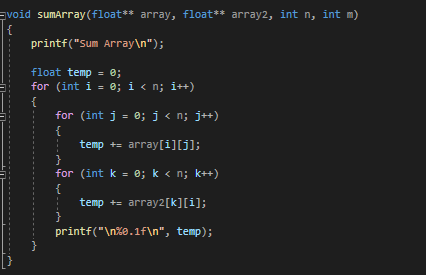 void sumArray(float** array, float** array2, int n, int m)
{
printf("Sum Array\n");
float temp = 0;
for (int i = 0; i < n; i++)
{
for (int j = 0; j < n; j++)
{
temp += array[i][j];
}
for (int k = 0; k < n; k++)
{
temp += array2[k][i];
}
printf("\n%0.1f\n", temp);
}
}